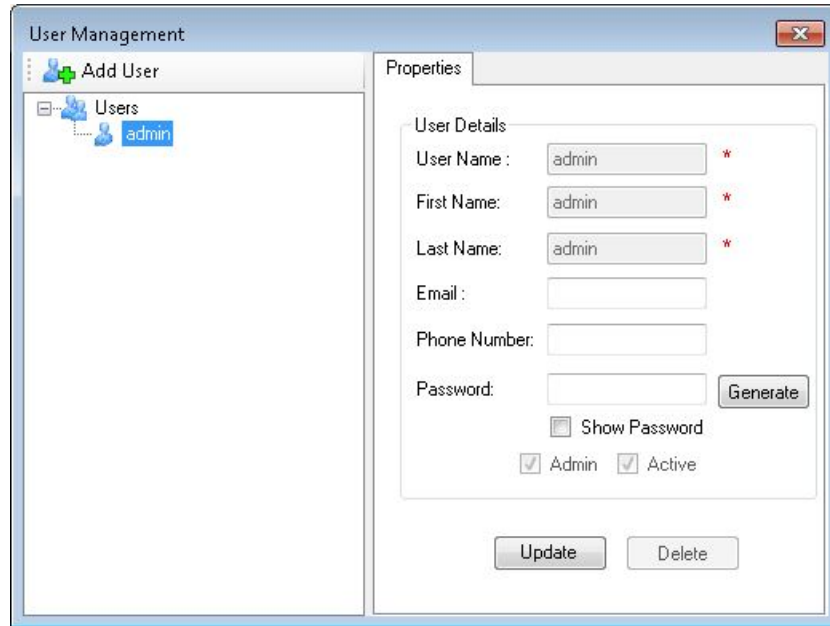 User Management
Add User
Users
admin
Properties
User Details
User Name :
admin
*
First Name:
admin
*
Last Name:
admin
*
Email :
Phone Number:
Password:
Generate
Show Password
Admin
Active
Update
Delete